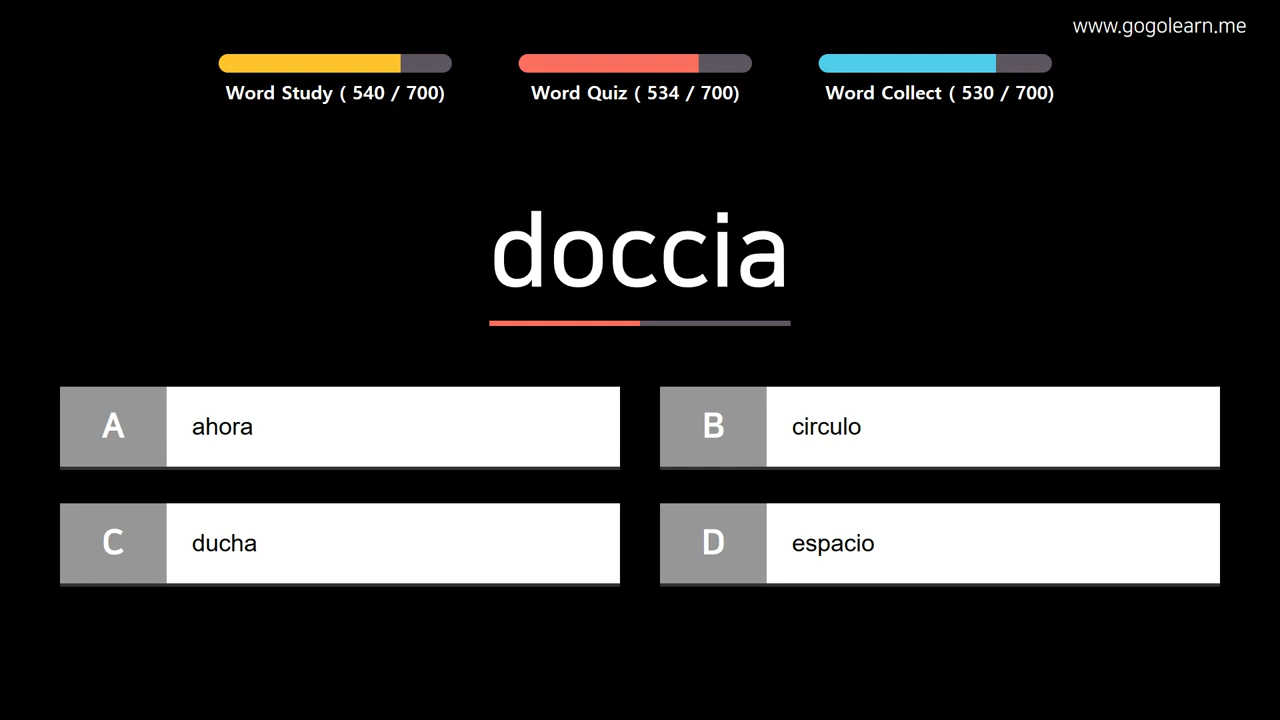 www.gogolearn.me
Word Study ( 540 / 700)
Word Quiz ( 534 / 700)
Word Collect ( 530 / 700)
doccia
A ahora
B circulo
C ducha
D espacio